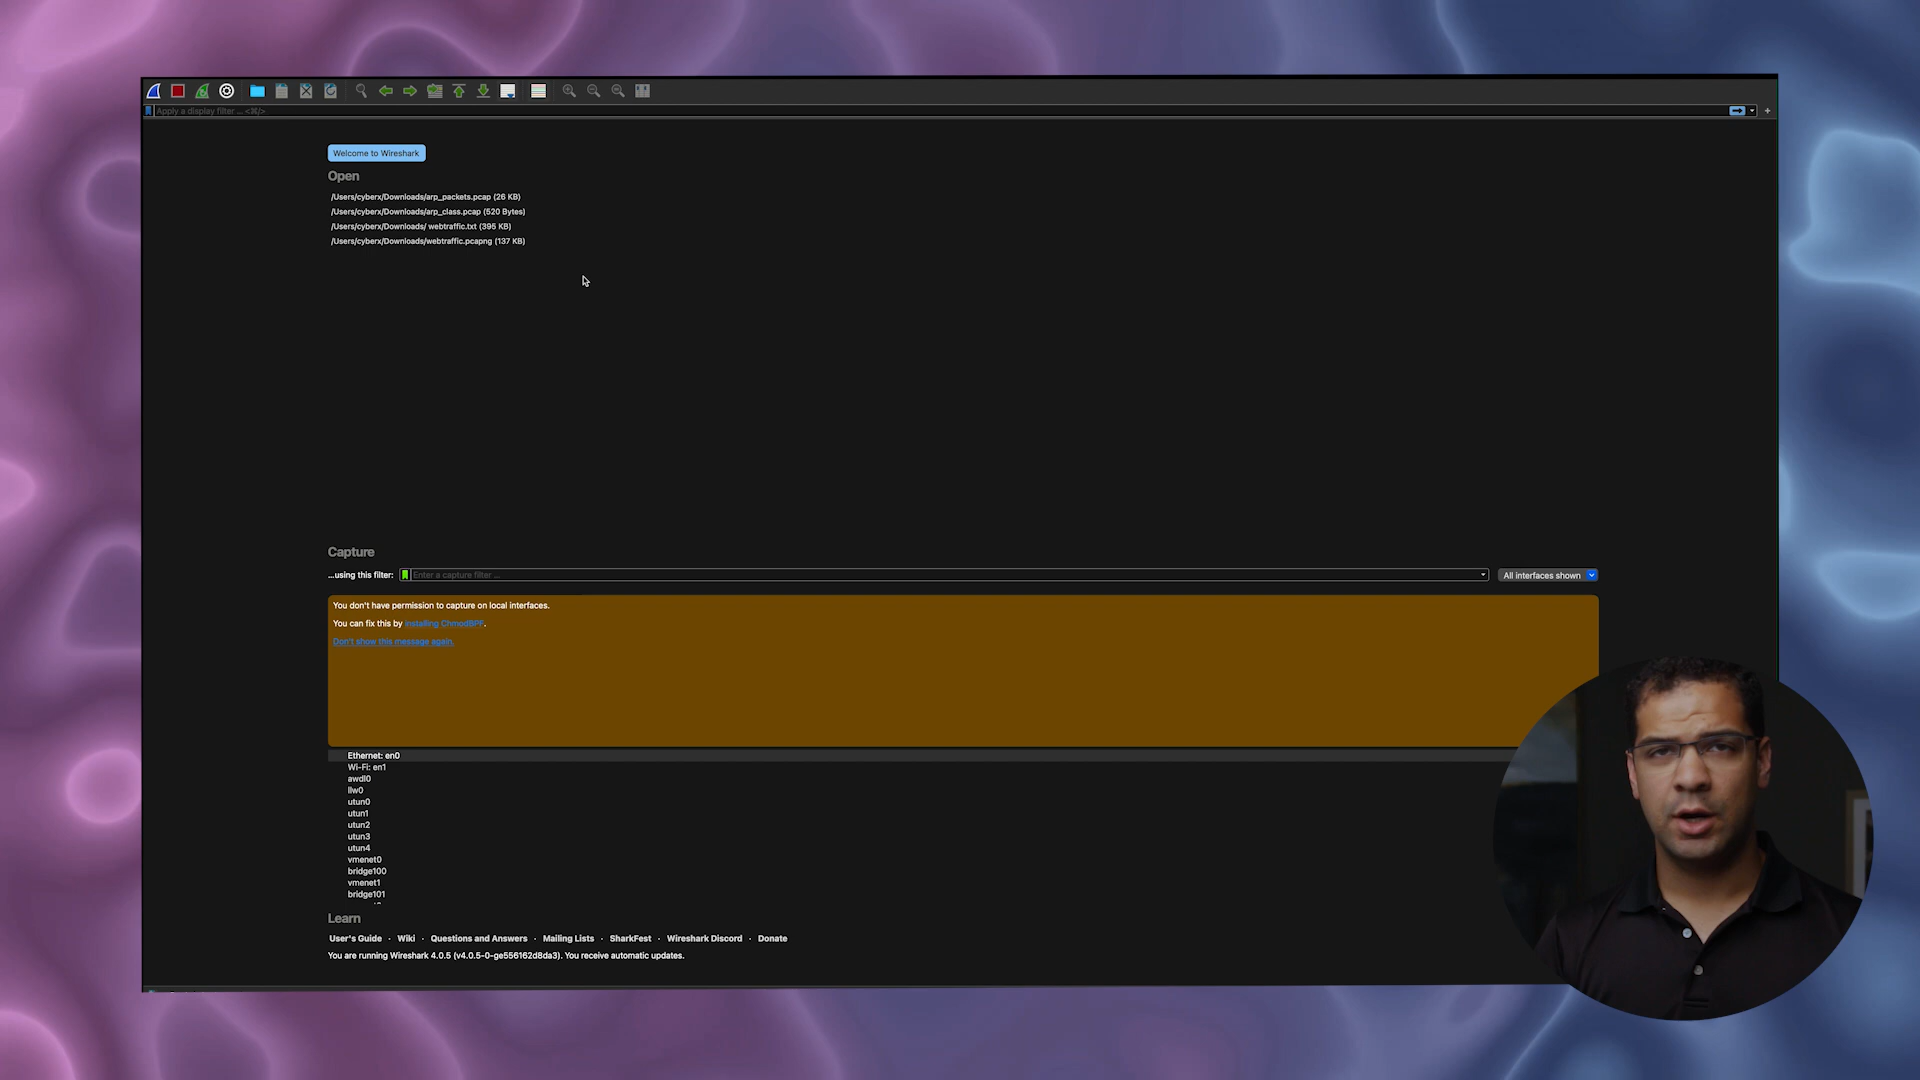 Apply a display filter ... <⌘/>
Welcome to Wireshark
Open
/Users/cyberx/Downloads/arp_packets.pcap (26 KB)
/Users/cyberx/Downloads/arp_class.pcap (520 Bytes)
/Users/cyberx/Downloads/ webtraffic.txt (395 KB)
/Users/cyberx/Downloads/webtraffic.pcapng (137 KB)
Capture
...using this filter: Enter a capture filter ... All interfaces shown
You don't have permission to capture on local interfaces.
You can fix this by installing ChmodBPF.
Don't show this message again.
Ethernet: en0
Wi-Fi: en1
awdl0
llw0
utun0
utun1
utun2
utun3
utun4
vmenet0
bridge100
vmenet1
bridge101
Learn
User's Guide · Wiki · Questions and Answers · Mailing Lists · SharkFest · Wireshark Discord · Donate
You are running Wireshark 4.0.5 (v4.0.5-0-ge556162d8da3). You receive automatic updates.